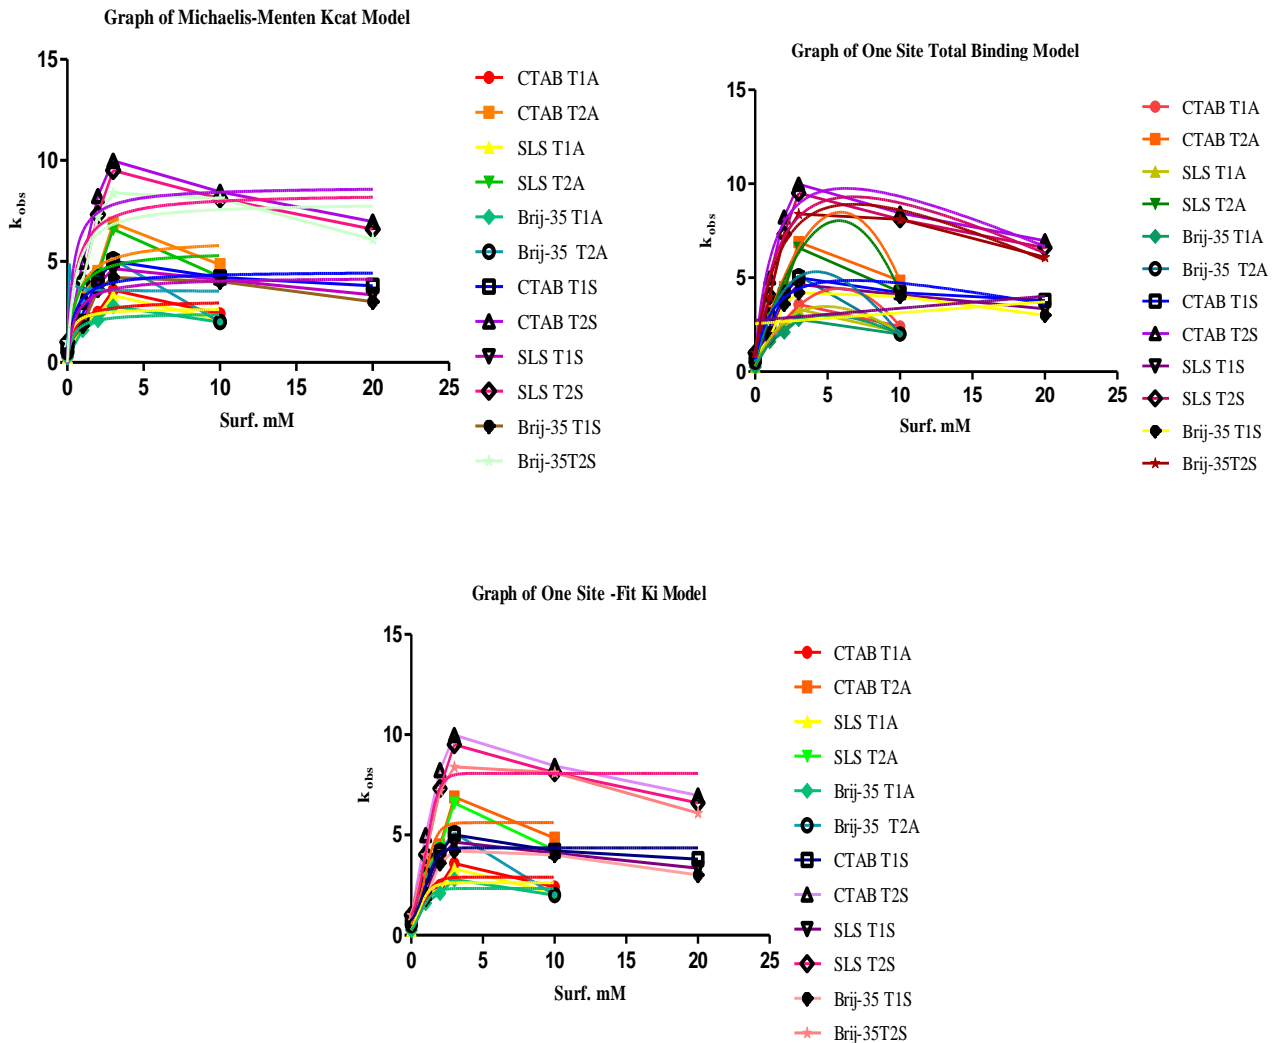 Graph of Michaelis-Menten Kcat Model
15
10
5
0
0 5 10 15 20 25
k obs
Surf. mM
CTAB T1A
CTAB T2A
SLS T1A
SLS T2A
Brij-35 T1A
Brij-35 T2A
CTAB T1S
CTAB T2S
SLS T1S
SLS T2S
Brij-35 T1S
Brij-35T2S
Graph of One Site Total Binding Model
15
10
5
0
0 5 10 15 20 25
k obs
Surf. mM
CTAB T1A
CTAB T2A
SLS T1A
SLS T2A
Brij-35 T1A
Brij-35 T2A
CTAB T1S
CTAB T2S
SLS T1S
SLS T2S
Brij-35 T1S
Brij-35T2S
Graph of One Site -Fit Ki Model
15
10
5
0
0 5 10 15 20 25
k obs
Surf. mM
CTAB T1A
CTAB T2A
SLS T1A
SLS T2A
Brij-35 T1A
Brij-35 T2A
CTAB T1S
CTAB T2S
SLS T1S
SLS T2S
Brij-35 T1S
Brij-35T2S